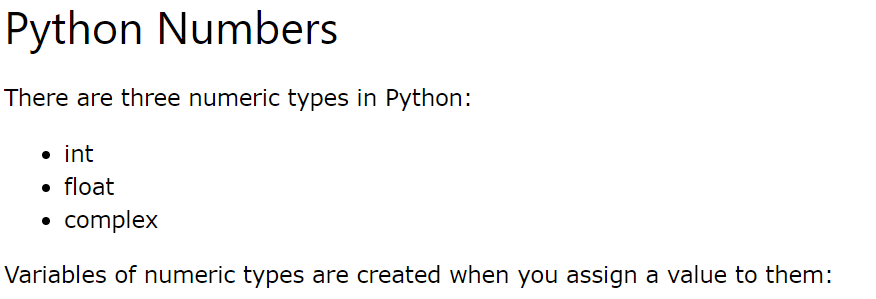 Python Numbers
There are three numeric types in Python:
• int
• float
• complex
Variables of numeric types are created when you assign a value to them: